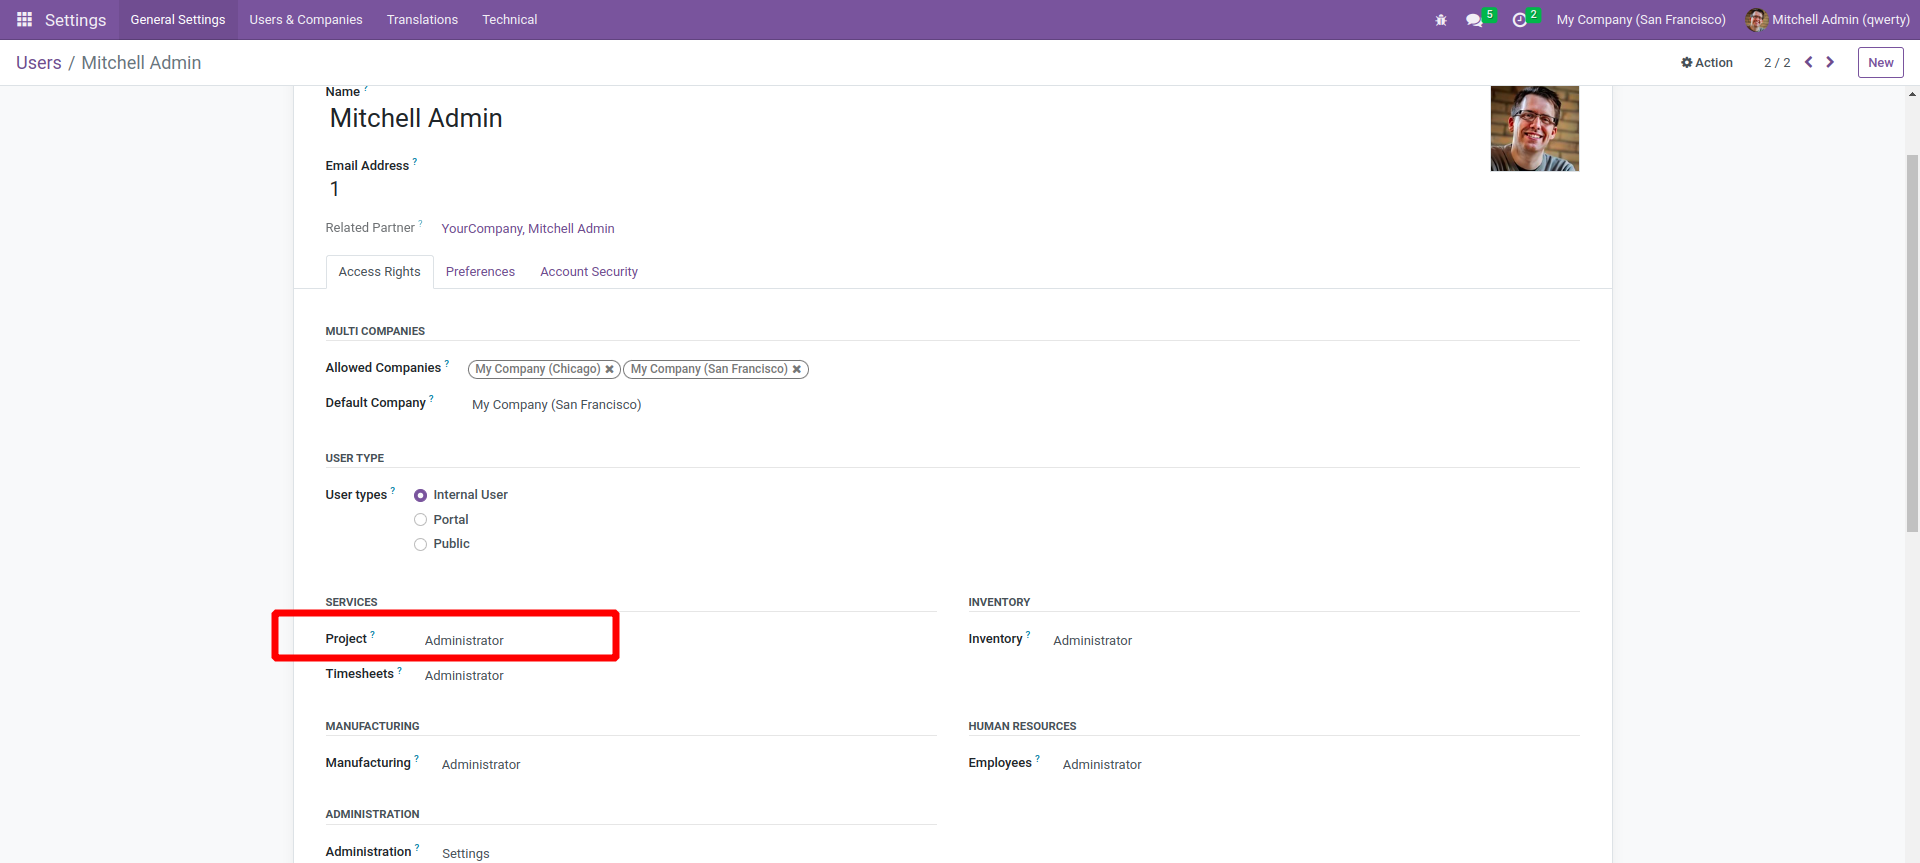 Settings General Settings Users & Companies Translations Technical 5 2 My Company (San Francisco) Mitchell Admin (qwerty)
Users / Mitchell Admin Action 2 / 2 New
Name ?
Mitchell Admin
Email Address ?
1
Related Partner ? YourCompany, Mitchell Admin
Access Rights Preferences Account Security
MULTI COMPANIES
Allowed Companies ? My Company (Chicago) My Company (San Francisco)
Default Company ? My Company (San Francisco)
USER TYPE
User types ? Internal User
Portal
Public
SERVICES INVENTORY
Project ? Administrator Inventory ? Administrator
Timesheets ? Administrator
MANUFACTURING HUMAN RESOURCES
Manufacturing ? Administrator Employees ? Administrator
ADMINISTRATION
Administration ? Settings